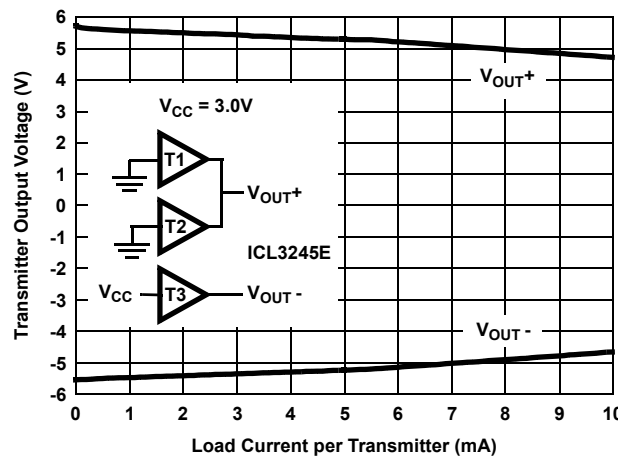 Transmitter Output Voltage (V)
6
5
4
3
2
1
0
-1
-2
-3
-4
-5
-6
VOUT+
VCC = 3.0V
T1
VOUT+
T2
ICL3245E
VCC
T3
VOUT -
VOUT -
0 1 2 3 4 5 6 7 8 9 10
Load Current per Transmitter (mA)